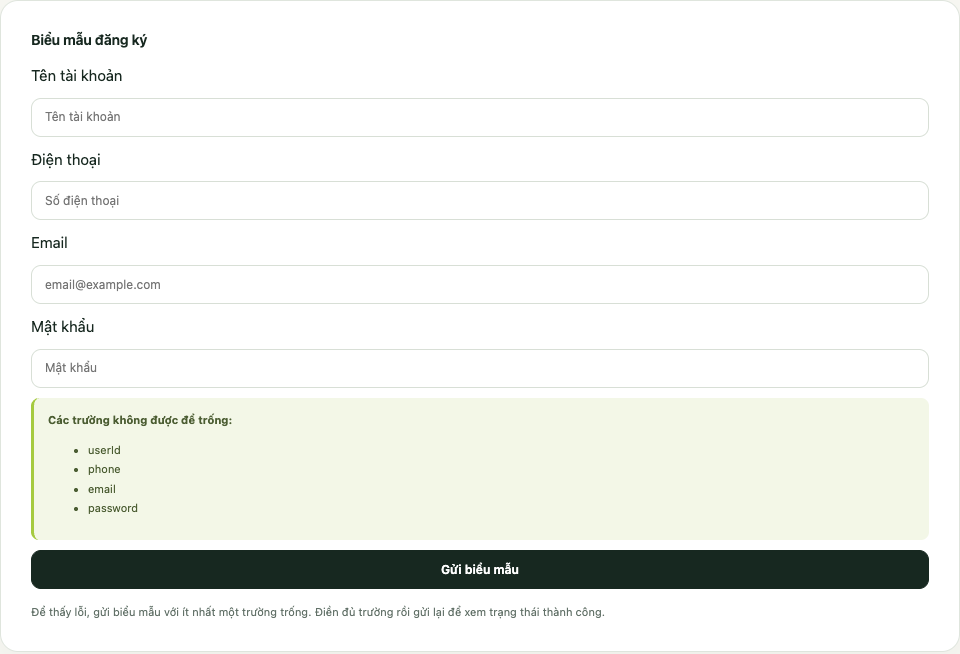 Biểu mẫu đăng ký
Tên tài khoản
Tên tài khoản
Điện thoại
Số điện thoại
Email
email@example.com
Mật khẩu
Mật khẩu
Các trường không được để trống:
userId
phone
email
password
Gửi biểu mẫu
Để thấy lỗi, gửi biểu mẫu với ít nhất một trường trống. Điền đủ trường rồi gửi lại để xem trạng thái thành công.